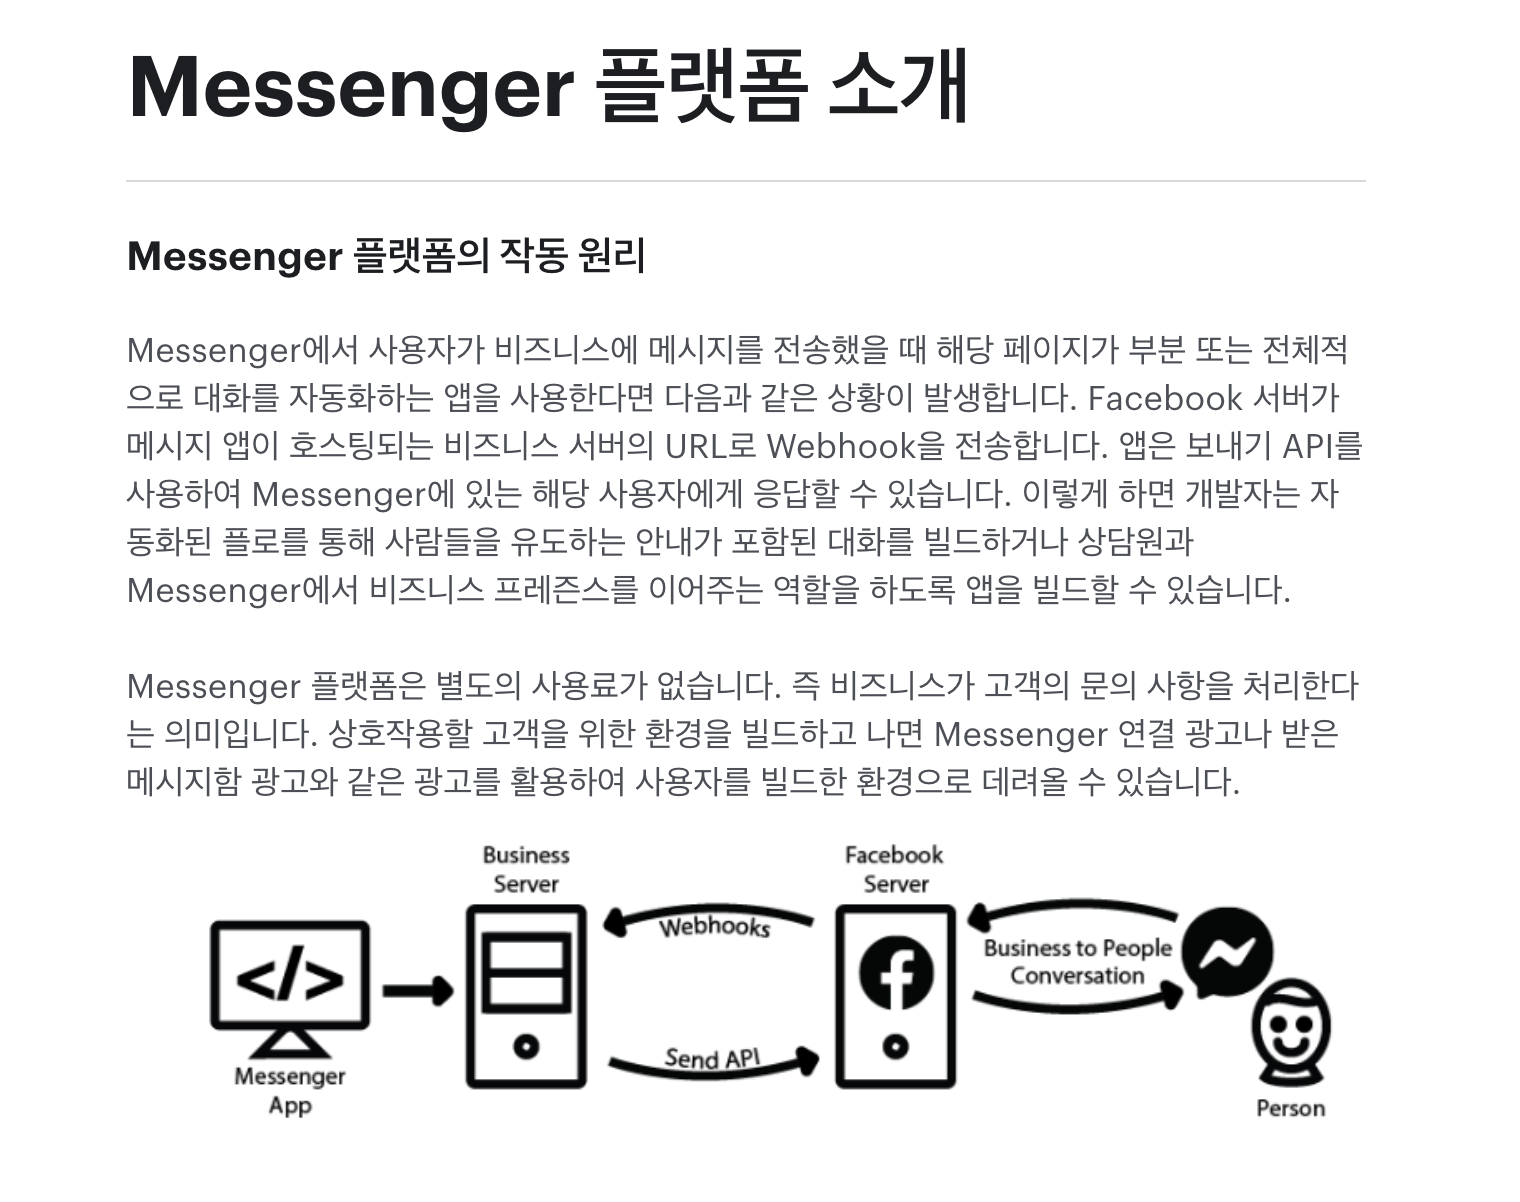 Messenger 플랫폼 소개
Messenger 플랫폼의 작동 원리
Messenger에서 사용자가 비즈니스에 메시지를 전송했을 때 해당 페이지가 부분 또는 전체적
으로 대화를 자동화하는 앱을 사용한다면 다음과 같은 상황이 발생합니다. Facebook 서버가
메시지 앱이 호스팅되는 비즈니스 서버의 URL로 Webhook을 전송합니다. 앱은 보내기 API를
사용하여 Messenger에 있는 해당 사용자에게 응답할 수 있습니다. 이렇게 하면 개발자는 자
동화된 플로를 통해 사람들을 유도하는 안내가 포함된 대화를 빌드하거나 상담원과
Messenger에서 비즈니스 프레즌스를 이어주는 역할을 하도록 앱을 빌드할 수 있습니다.
Messenger 플랫폼은 별도의 사용료가 없습니다. 즉 비즈니스가 고객의 문의 사항을 처리한다
는 의미입니다. 상호작용할 고객을 위한 환경을 빌드하고 나면 Messenger 연결 광고나 받은
메시지함 광고와 같은 광고를 활용하여 사용자를 빌드한 환경으로 데려올 수 있습니다.
Business
Server
Facebook
Server
Webhooks
Business to People
Conversation
</>
Send API
Messenger
App
Person